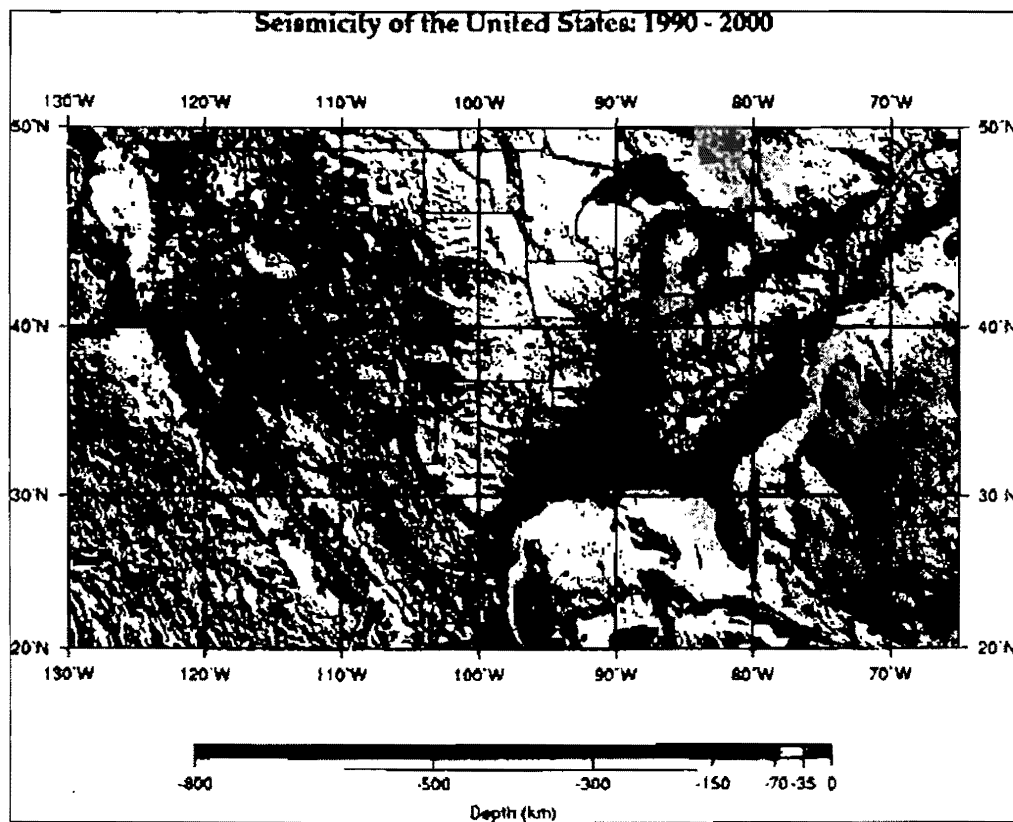 Seismicity of the United States: 1990 - 2000
130°W 120°W 110°W 100°W 90°W 80°W 70°W
50°N 50°N
40°N 40°N
30°N 30°N
20°N 20°N
130°W 120°W 110°W 100°W 90°W 80°W 70°W
-800 -500 -300 -150 -70 -35 0
Depth (km)